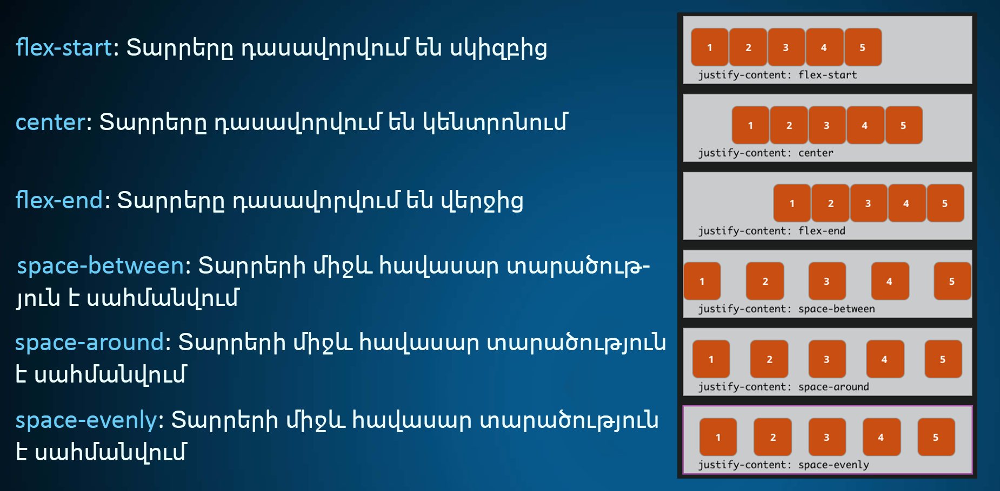 flex-start: Տարրերը դասավորվում են սկիզբից
center: Տարրերը դասավորվում են կենտրոնում
flex-end: Տարրերը դասավորվում են վերջից
space-between: Տարրերի միջև հավասար տարածութ-
յուն է սահմանվում
space-around: Տարրերի միջև հավասար տարածություն
է սահմանվում
space-evenly: Տարրերի միջև հավասար տարածություն
է սահմանվում
1 2 3 4 5
justify-content: flex-start
1 2 3 4 5
justify-content: center
1 2 3 4 5
justify-content: flex-end
1 2 3 4 5
justify-content: space-between
1 2 3 4 5
justify-content: space-around
1 2 3 4 5
justify-content: space-evenly